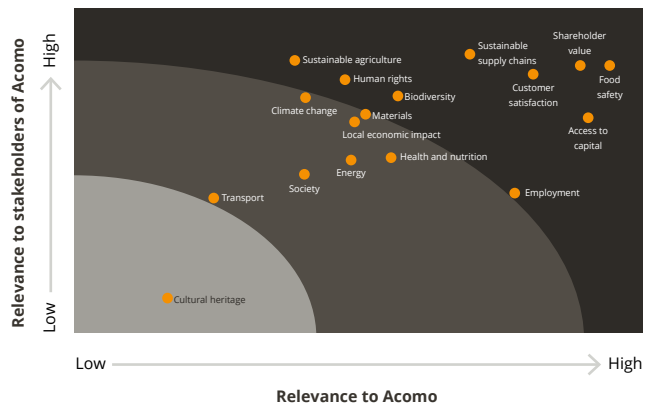 Relevance to stakeholders of Acomo
High
Low
Shareholder
value
Sustainable
supply chains
Sustainable agriculture
Food
safety
Human rights
Customer
satisfaction
Biodiversity
Climate change
Materials
Access to
capital
Local economic impact
Health and nutrition
Energy
Society
Employment
Transport
Cultural heritage
Low
High
Relevance to Acomo